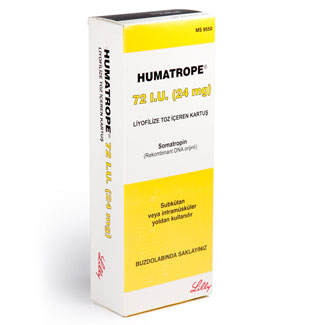 MS 9550
HUMATROPE®
72 I.U. (24 mg)
LİYOFİLİZE TOZ İÇEREN KARTUŞ
Somatropin
(Rekombinant DNA orijinli)
Subkütan
veya intramüsküler
yoldan kullanılır
BUZDOLABINDA SAKLAYINIZ
Lilly
HUMATROPE® 72 I.U. (24 mg)